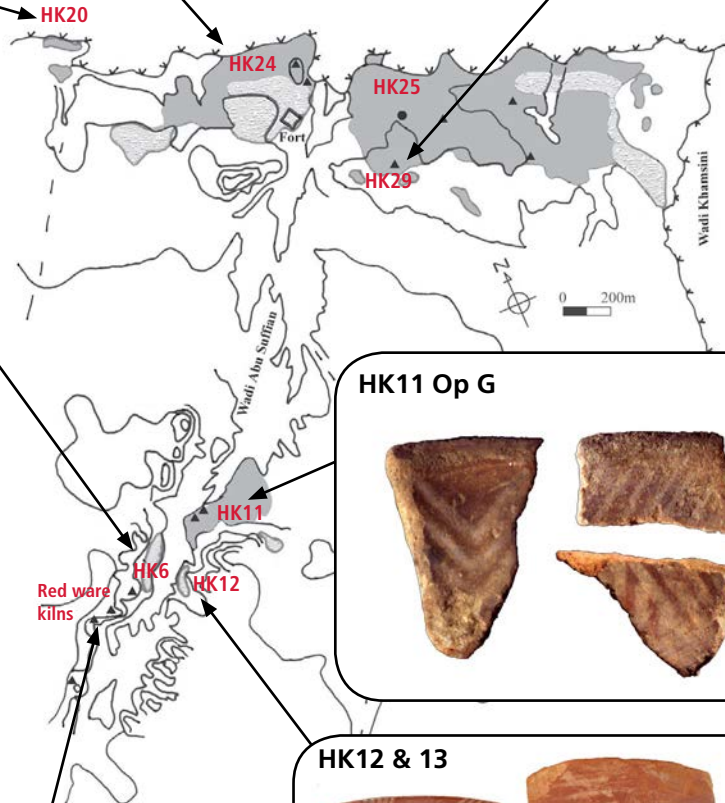 HK20
HK24
HK25
Fort
HK29
Wadi Khamsini
N
0 200m
Wadi Abu Suffian
HK11 Op G
HK11
HK6
HK12
Red ware
kilns
HK12 & 13